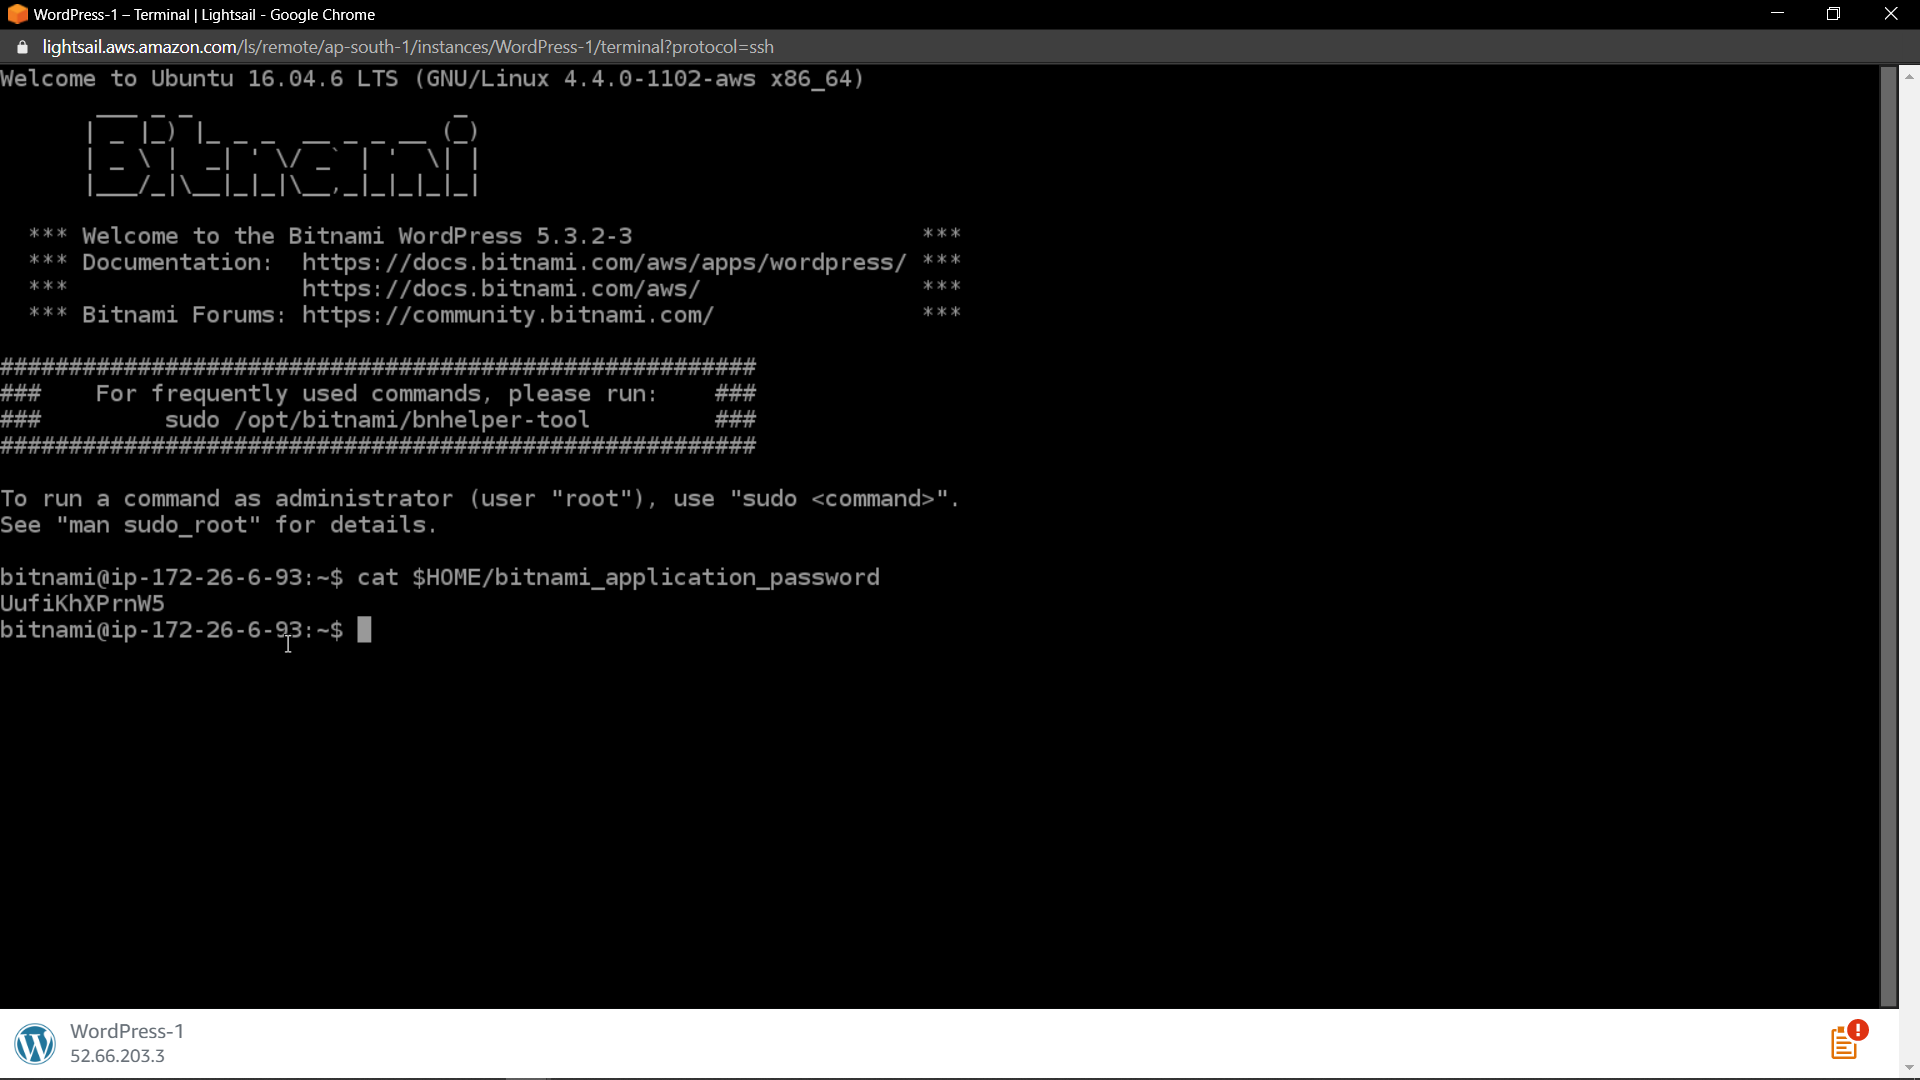 WordPress-1 – Terminal | Lightsail - Google Chrome
lightsail.aws.amazon.com/ls/remote/ap-south-1/instances/WordPress-1/terminal?protocol=ssh
Welcome to Ubuntu 16.04.6 LTS (GNU/Linux 4.4.0-1102-aws x86_64)
Bitnami
*** Welcome to the Bitnami WordPress 5.3.2-3 ***
*** Documentation: https://docs.bitnami.com/aws/apps/wordpress/ ***
*** https://docs.bitnami.com/aws/ ***
*** Bitnami Forums: https://community.bitnami.com/ ***
#######################################################
### For frequently used commands, please run: ###
### sudo /opt/bitnami/bnhelper-tool ###
#######################################################
To run a command as administrator (user "root"), use "sudo <command>".
See "man sudo_root" for details.
bitnami@ip-172-26-6-93:~$ cat $HOME/bitnami_application_password
UufiKhXPrnW5
bitnami@ip-172-26-6-93:~$
WordPress-1
52.66.203.3